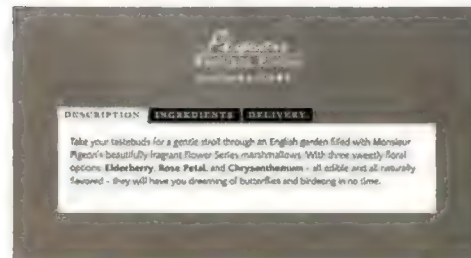 DESCRIPTION INGREDIENTS DELIVERY
Take your tastebuds for a gentle stroll through an English garden filled with Monsieur
Pigeon's beautifully fragrant Flower Series marshmallows. With three sweetly floral
options: Elderberry, Rose Petal, and Chrysanthemum - all edible and all naturally
flavored - they will have you dreaming of butterflies and birdsong in no time.